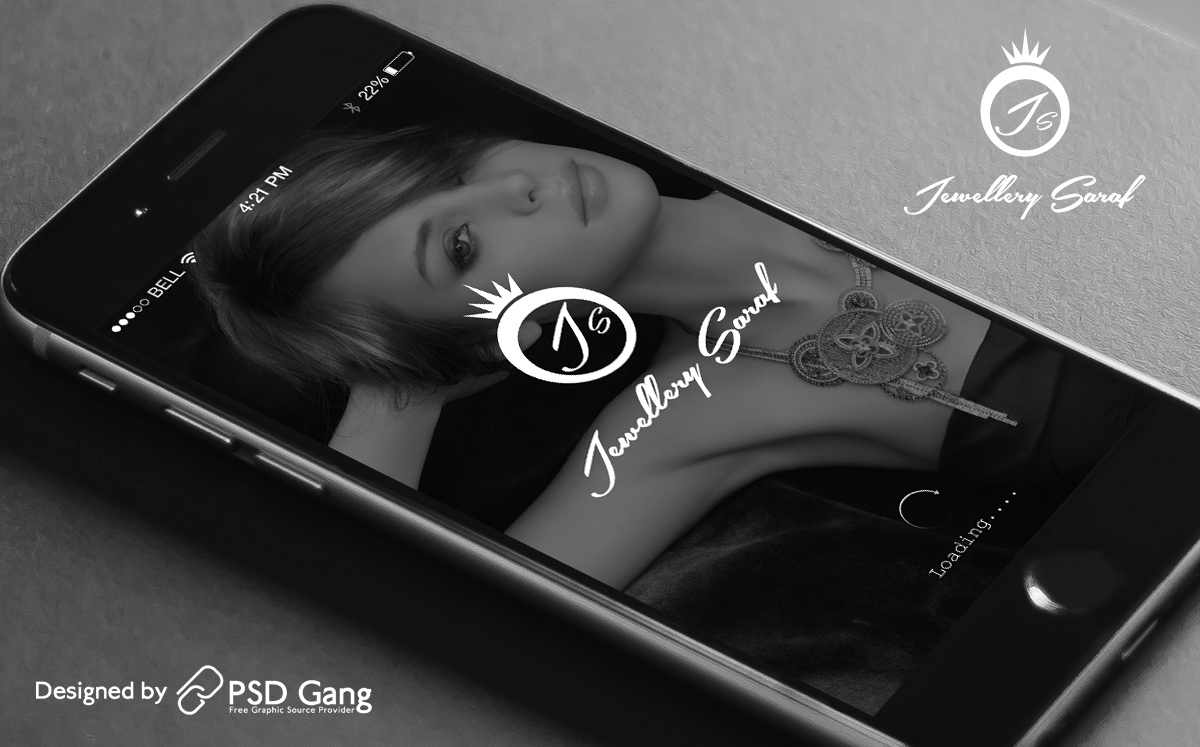 Js
Jewellery Saraf
22%
4:21 PM
BELL
Js
Jewellery Saraf
Loading.....
Designed by PSD Gang
Free Graphic Source Provider